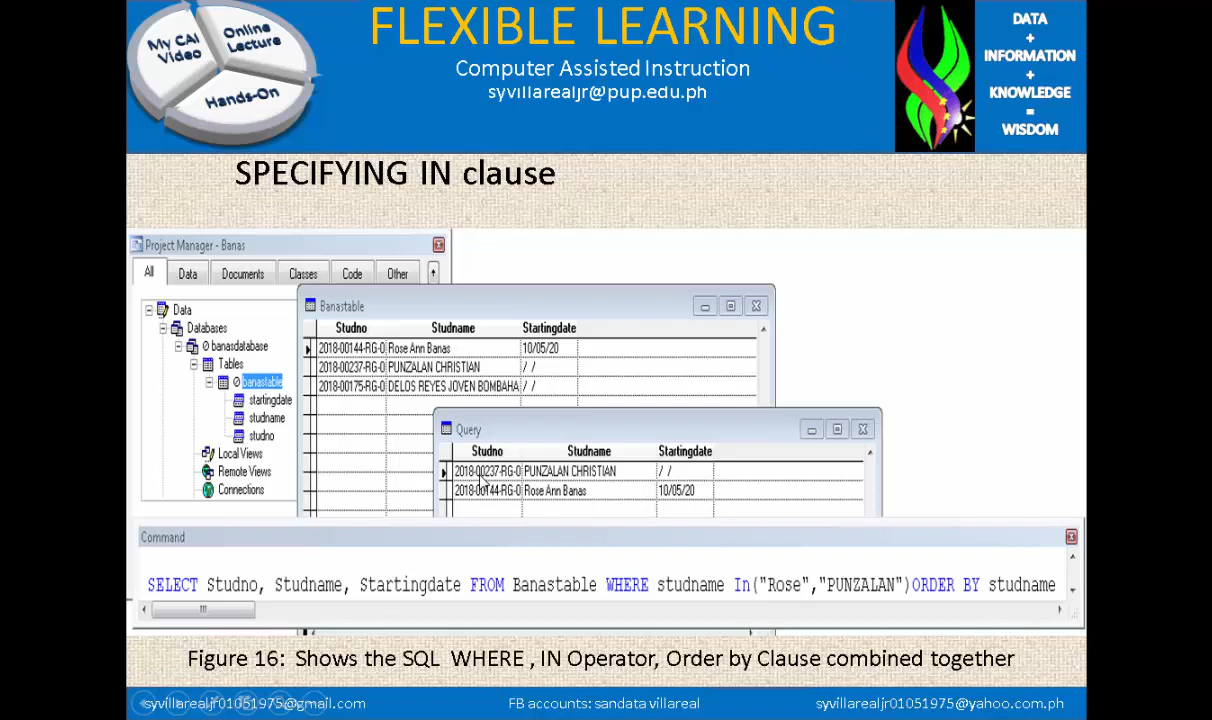 My CAI
Video
Online
Lecture
Hands-On
FLEXIBLE LEARNING
Computer Assisted Instruction
syvillarealjr@pup.edu.ph
DATA
+
INFORMATION
+
KNOWLEDGE
=
WISDOM
SPECIFYING IN clause
Project Manager - Banas
All Data Documents Classes Code Other
Data
Databases
banasdatabase
Tables
banastable
startingdate
studname
studno
Local Views
Remote Views
Connections
Banastable
Studno Studname Startingdate
2018-00144-RG-0 Rose Ann Banas 10/05/20
2018-00237-RG-0 PUNZALAN CHRISTIAN / /
2018-00175-RG-0 DELOS REYES JOVEN BOMBAHA / /
Query
Studno Studname Startingdate
2018-00237-RG-0 PUNZALAN CHRISTIAN / /
2018-00144-RG-0 Rose Ann Banas 10/05/20
Command
SELECT Studno, Studname, Startingdate FROM Banastable WHERE studname In("Rose","PUNZALAN")ORDER BY studname
Figure 16: Shows the SQL WHERE , IN Operator, Order by Clause combined together
syvillarealjr01051975@gmail.com
FB accounts: sandata villareal
syvillarealjr01051975@yahoo.com.ph